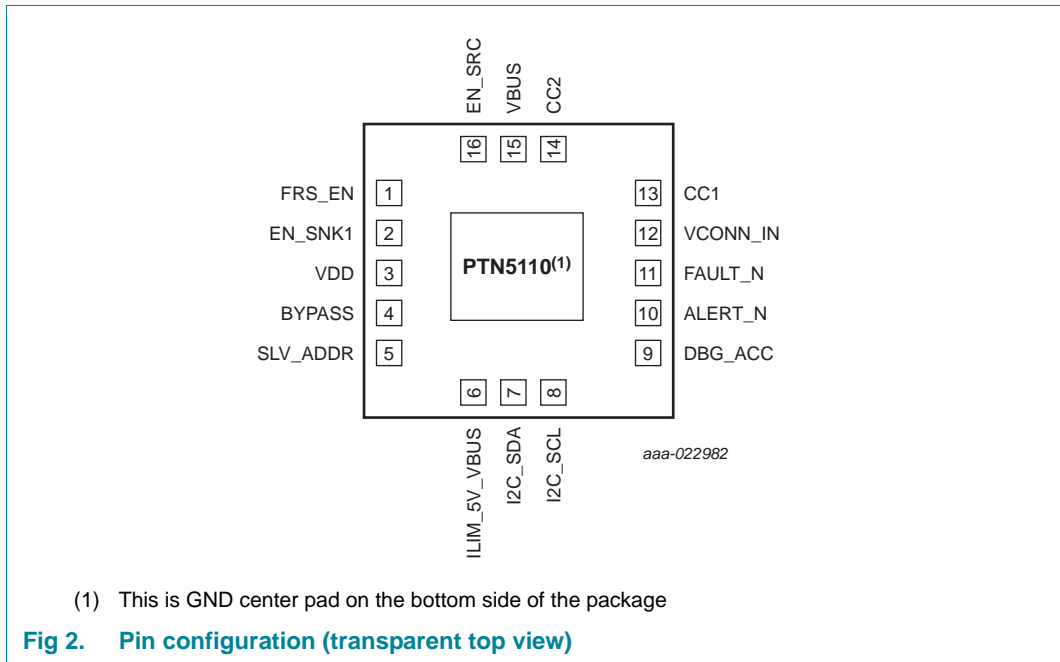 EN_SRC
VBUS
CC2
16
15
14
FRS_EN 1
EN_SNK1 2
VDD 3
BYPASS 4
SLV_ADDR 5
PTN5110(1)
13 CC1
12 VCONN_IN
11 FAULT_N
10 ALERT_N
9 DBG_ACC
6
7
8
ILIM_5V_VBUS
I2C_SDA
I2C_SCL
aaa-022982
(1) This is GND center pad on the bottom side of the package
Fig 2. Pin configuration (transparent top view)